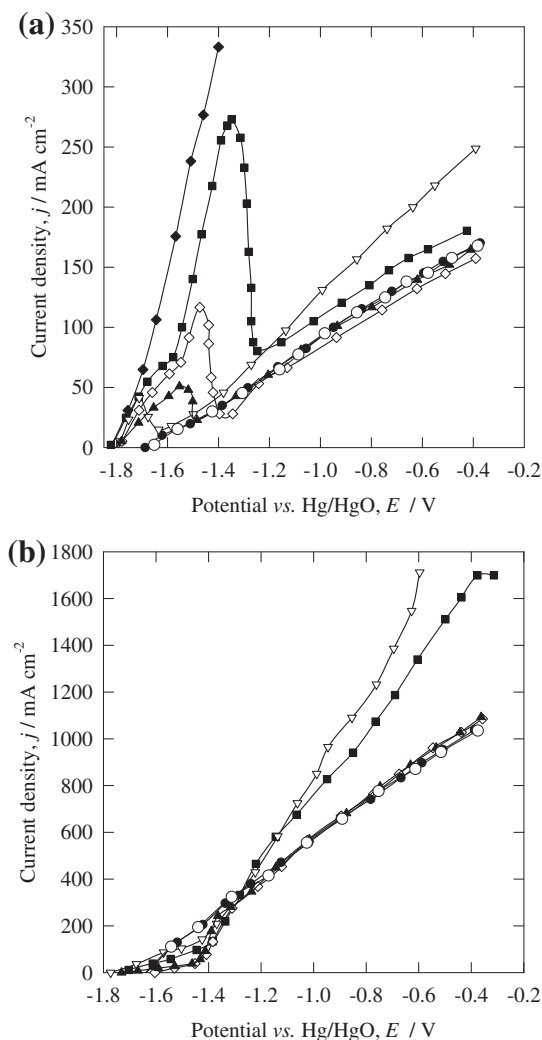 (a)
350
300
250
200
150
100
50
0
Current density, j / mA cm⁻²
-1.8 -1.6 -1.4 -1.2 -1.0 -0.8 -0.6 -0.4 -0.2
Potential vs. Hg/HgO, E / V
(b)
1800
1600
1400
1200
1000
800
600
400
200
0
Current density, j / mA cm⁻²
-1.8 -1.6 -1.4 -1.2 -1.0 -0.8 -0.6 -0.4 -0.2
Potential vs. Hg/HgO, E / V